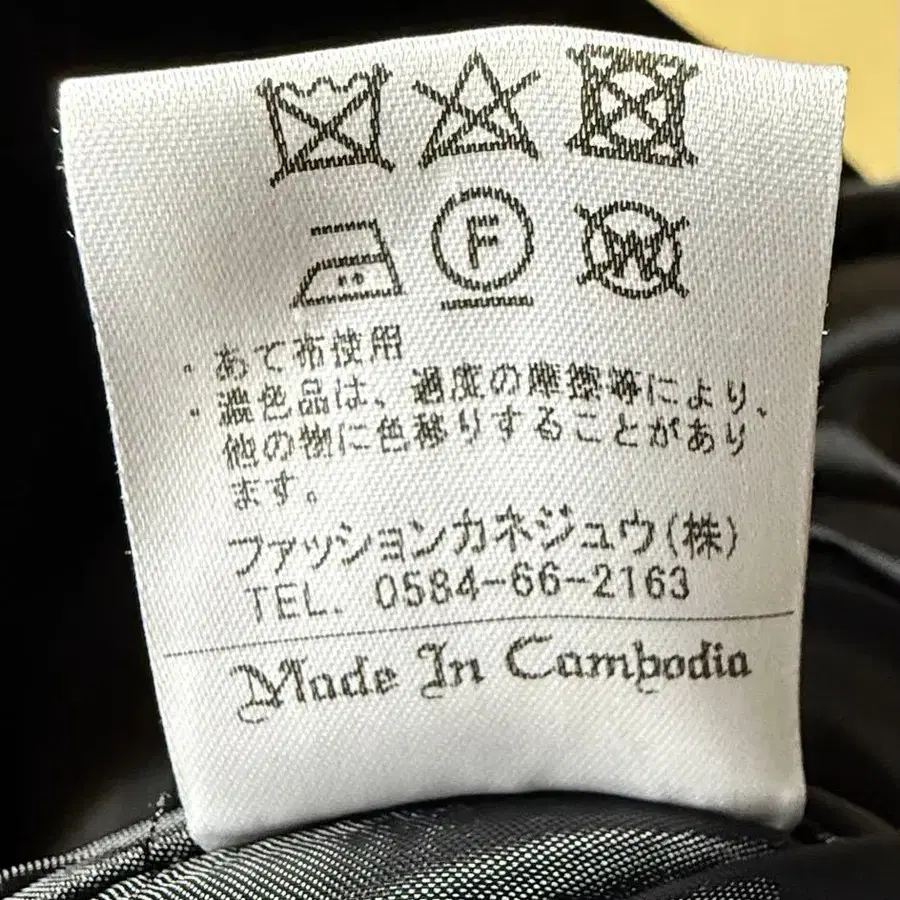 F
W
・あて布使用
・濃色品は、過度の摩擦等により、
他の物に色移りすることがあり
ます。
ファッションカネジュウ(株)
TEL. 0584-66-2163
Made In Cambodia